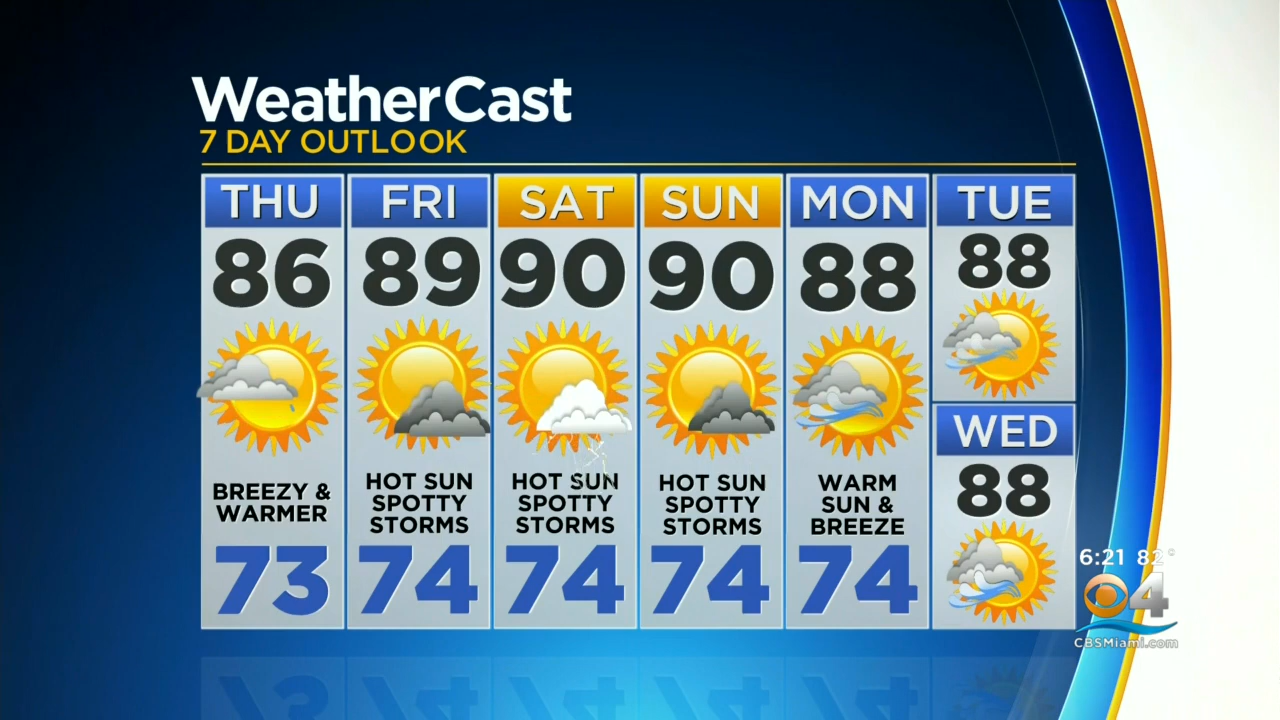 WeatherCast
7 DAY OUTLOOK
THU
86
BREEZY &
WARMER
73
FRI
89
HOT SUN
SPOTTY
STORMS
74
SAT
90
HOT SUN
SPOTTY
STORMS
74
SUN
90
HOT SUN
SPOTTY
STORMS
74
MON
88
WARM
SUN &
BREEZE
74
TUE
88
WED
88
6:21 82°
4
CBSMiami.com